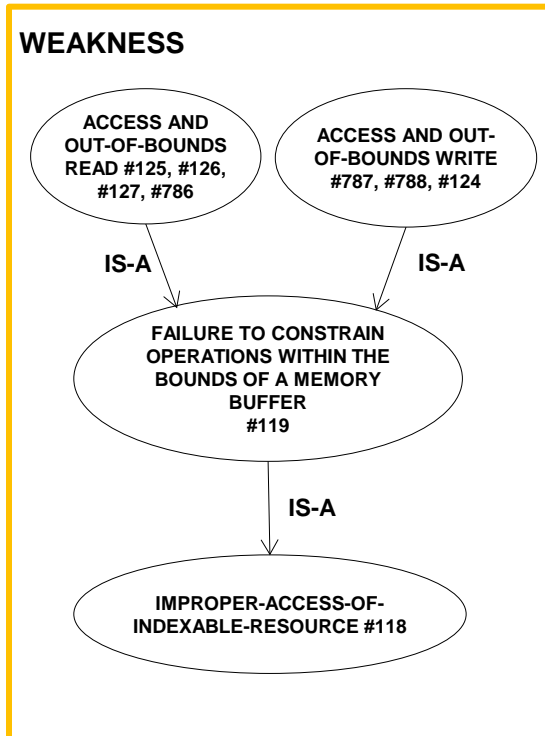 WEAKNESS
ACCESS AND
OUT-OF-BOUNDS
READ #125, #126,
#127, #786
ACCESS AND OUT-
OF-BOUNDS WRITE
#787, #788, #124
IS-A
IS-A
FAILURE TO CONSTRAIN
OPERATIONS WITHIN THE
BOUNDS OF A MEMORY
BUFFER
#119
IS-A
IMPROPER-ACCESS-OF-
INDEXABLE-RESOURCE #118